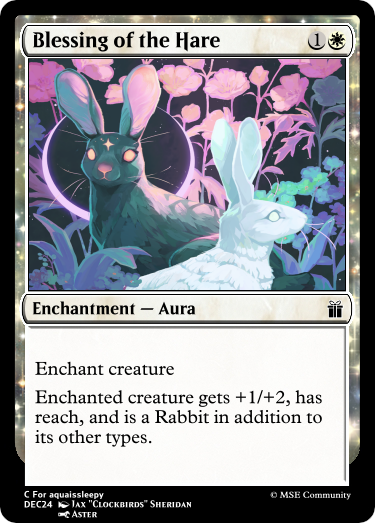 Blessing of the Hare 1
Enchantment — Aura
Enchant creature
Enchanted creature gets +1/+2, has
reach, and is a Rabbit in addition to
its other types.
C For aquaissleepy
DEC24 Jax "Clockbirds" Sheridan © MSE Community
Aster